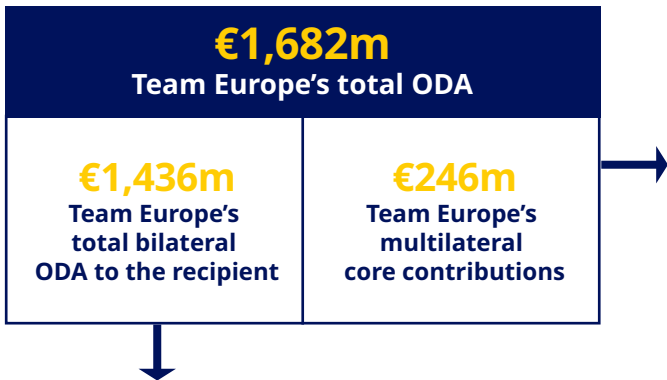 €1,682m
Team Europe’s total ODA
€1,436m
Team Europe’s
total bilateral
ODA to the recipient
€246m
Team Europe’s
multilateral
core contributions